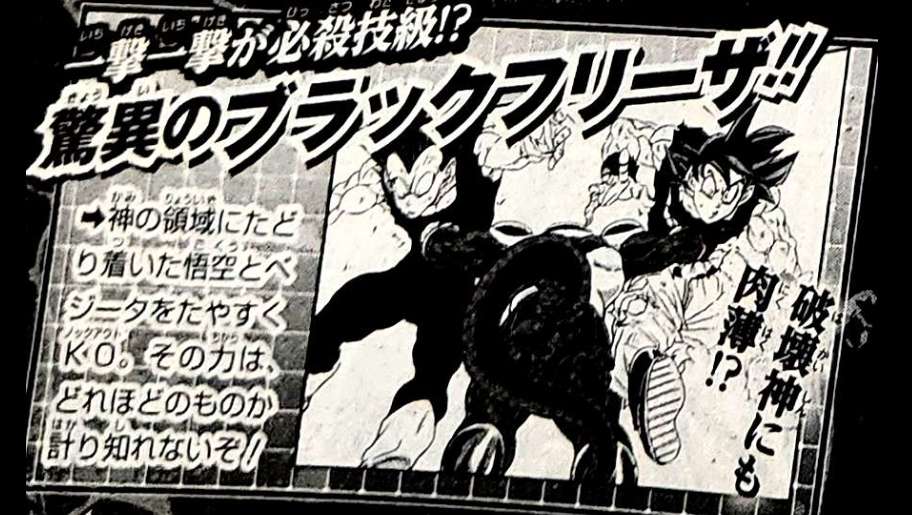 一撃一撃が必殺技級!?
驚異のブラックフリーザ!!
➡神の領域にたど
り着いた悟空とベ
ジータをたやすく
KO。その力は、
どれほどのものか
計り知れないぞ!
破壊神にも
肉薄!?